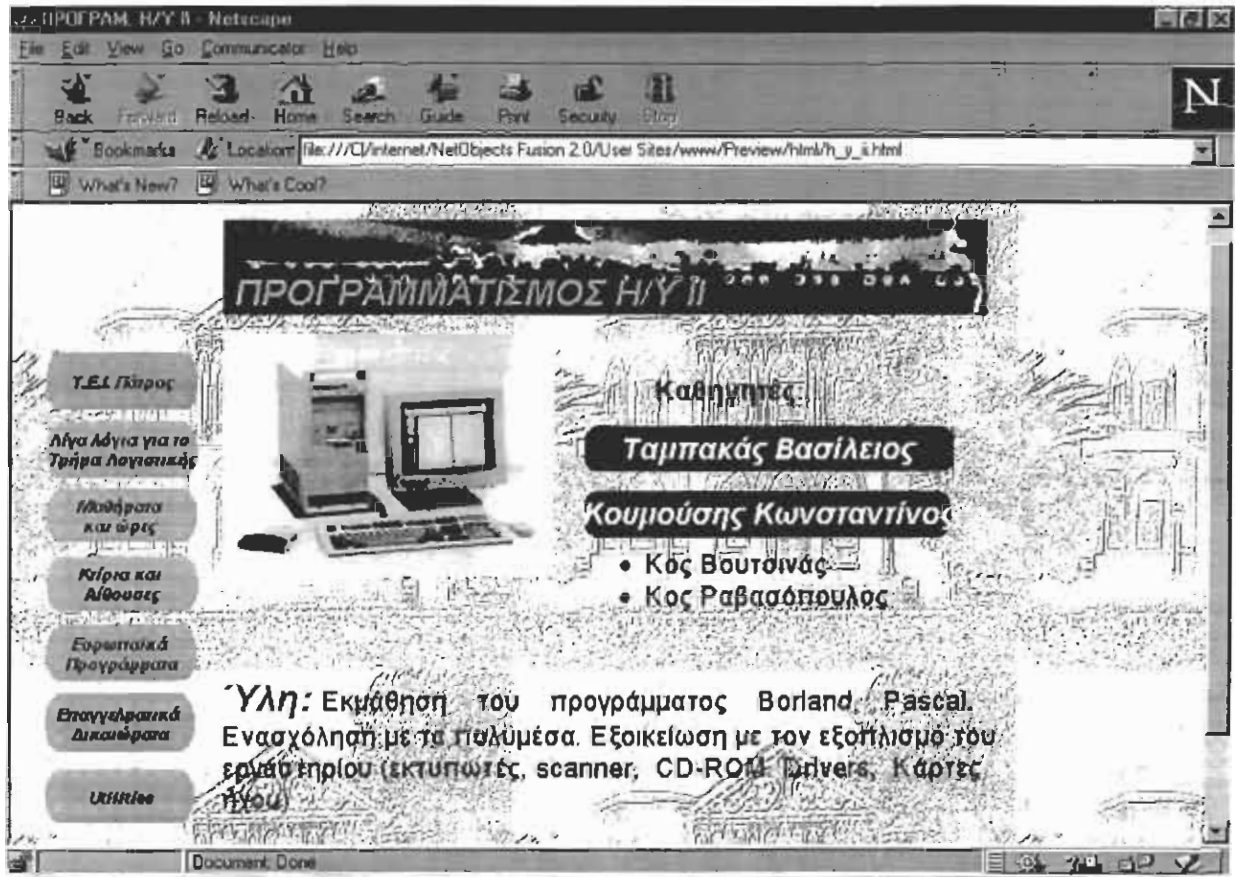 ΠΡΟΓΡΑΜ. Η/Υ ΙΙ - Netscape
File Edit View Go Communicator Help
Back Forward Reload Home Search Guide Print Security Stop
Bookmarks Location: file:///C|/internet/NetObjects Fusion 2.0/User Sites/www/Preview/html/h_y_ii.html
What's New? What's Cool?
ΠΡΟΓΡΑΜΜΑΤΙΣΜΟΣ Η/Υ ΙΙ
Τ.Ε.Ι. Πάτρας
Λίγα λόγια για το
Τμήμα Λογιστικής
Μαθήματα
και ώρες
Κτίρια και
Αίθουσες
Ευρωπαϊκά
Προγράμματα
Επαγγελματικά
Δικαιώματα
Utilities
Καθηγητές:
Ταμπακάς Βασίλειος
Κουμούσης Κωνσταντίνος
• Κος Βουτσινάς
• Κος Ραβασόπουλος
Ύλη: Εκμάθηση του προγράμματος Borland Pascal.
Ενασχόληση με τα πολυμέσα. Εξοικείωση με τον εξοπλισμό του
εργαστηρίου (εκτυπωτές, scanner, CD-ROM Drivers, Κάρτες
ήχου)
Document: Done